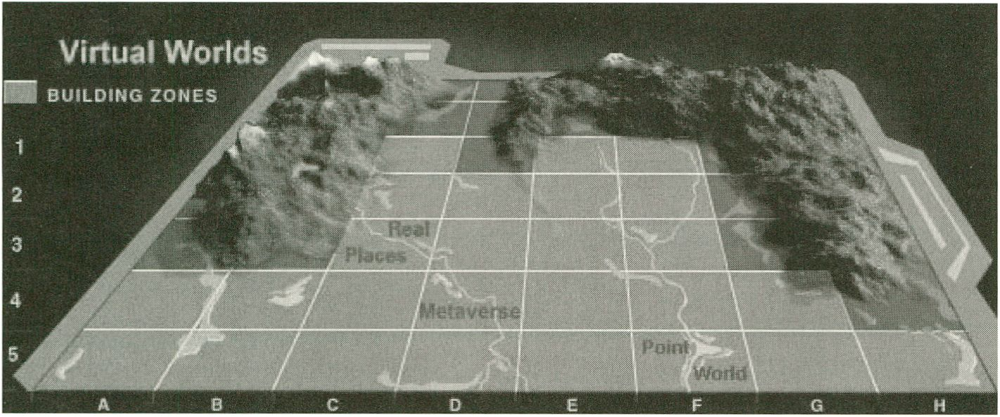 Virtual Worlds
BUILDING ZONES
1
2
3
4
5
Real
Places
Metaverse
Point
World
A B C D E F G H